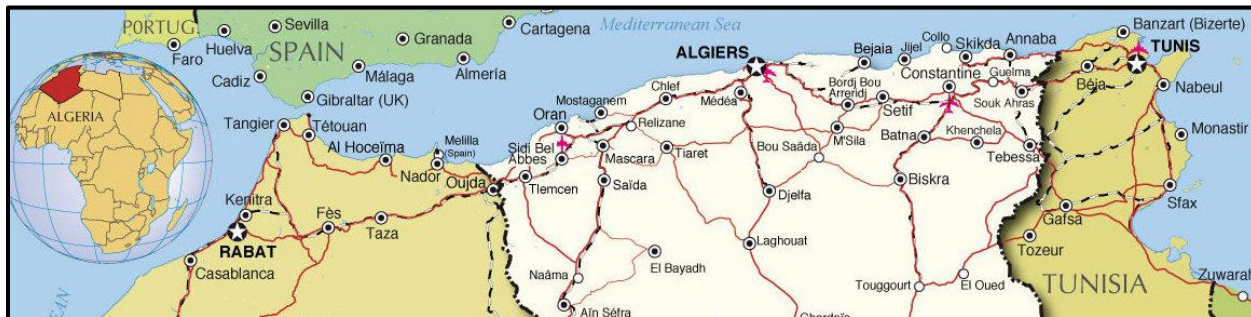 PORTUG.
Faro
Huelva
Sevilla
SPAIN
Cadiz
Granada
Málaga
Almería
Cartagena
Mediterranean Sea
Gibraltar (UK)
Tangier
Tétouan
Al Hoceïma
Melilla
(Spain)
Nador
Oujda
Kenitra
RABAT
Casablanca
Fès
Taza
ALGERIA
ALGIERS
Oran
Mostaganem
Chlef
Médéa
Relizane
Sidi Bel
Abbes
Mascara
Tiaret
Tlemcen
Saïda
Bejaia
Jijel
Collo
Skikda
Annaba
Constantine
Guelma
Bordj Bou
Arreridj
Setif
Souk Ahras
M'Sila
Batna
Khenchela
Tebessa
Bou Saâda
Djelfa
Biskra
Laghouat
El Bayadh
Naâma
Aïn Séfra
Touggourt
El Oued
Ghardaïa
Banzart (Bizerte)
TUNIS
Béja
Nabeul
Monastir
Sfax
Gafsa
Tozeur
TUNISIA
Zuwarah